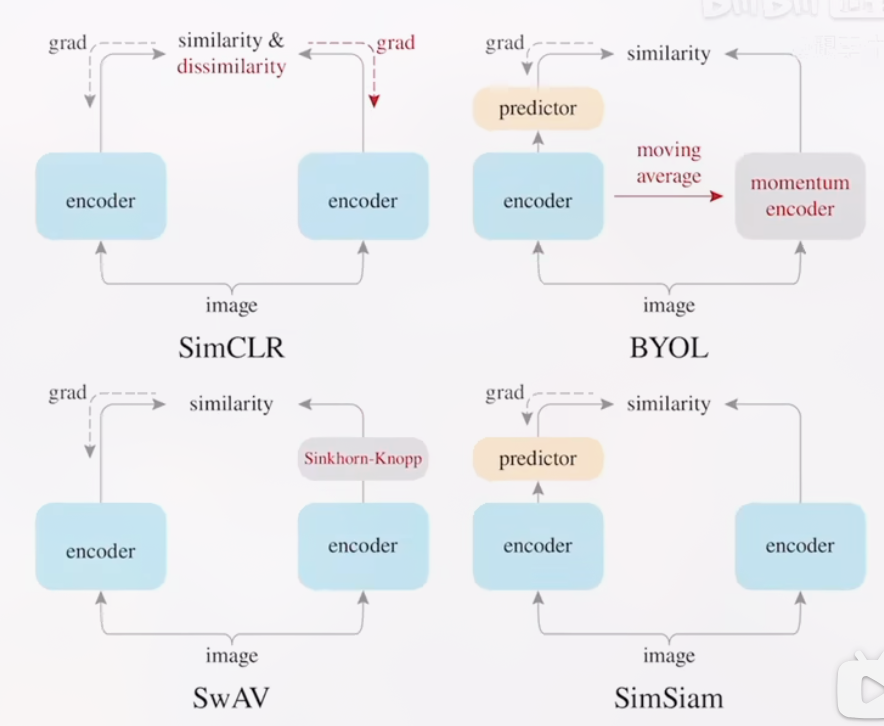 grad
similarity &
dissimilarity
grad
encoder
encoder
image
SimCLR
grad
similarity
predictor
moving
average
encoder
momentum
encoder
image
BYOL
grad
similarity
Sinkhorn-Knopp
encoder
encoder
image
SwAV
grad
similarity
predictor
encoder
encoder
image
SimSiam